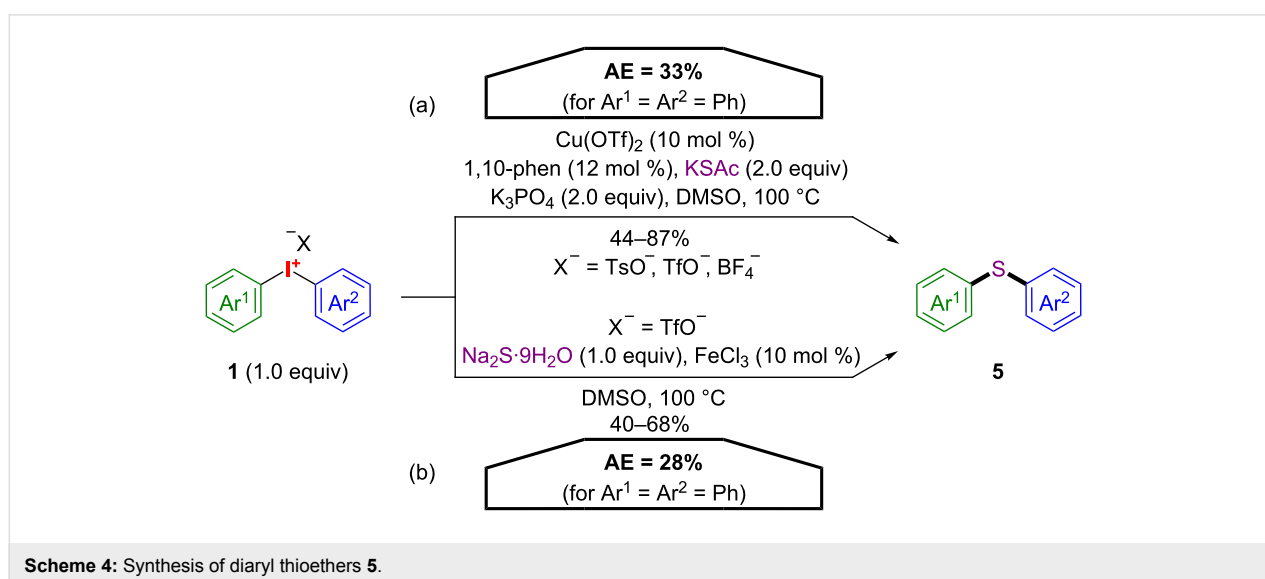 AE = 33%
(a)
(for Ar¹ = Ar² = Ph)
Cu(OTf)₂ (10 mol %)
1,10-phen (12 mol %), KSAc (2.0 equiv)
K₃PO₄ (2.0 equiv), DMSO, 100 °C
44–87%
X⁻ = TsO⁻, TfO⁻, BF₄⁻
⁻X
I⁺
Ar¹ Ar²
1 (1.0 equiv)
X⁻ = TfO⁻
Na₂S·9H₂O (1.0 equiv), FeCl₃ (10 mol %)
DMSO, 100 °C
40–68%
S
Ar¹ Ar²
5
(b)
AE = 28%
(for Ar¹ = Ar² = Ph)
Scheme 4: Synthesis of diaryl thioethers 5.